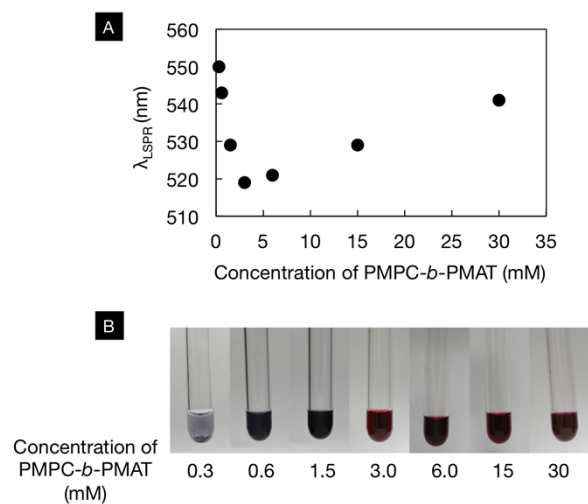 A
560
550
540
530
520
510
λLSPR (nm)
0 5 10 15 20 25 30 35
Concentration of PMPC-b-PMAT (mM)
B
Concentration of
PMPC-b-PMAT
(mM)
0.3 0.6 1.5 3.0 6.0 15 30